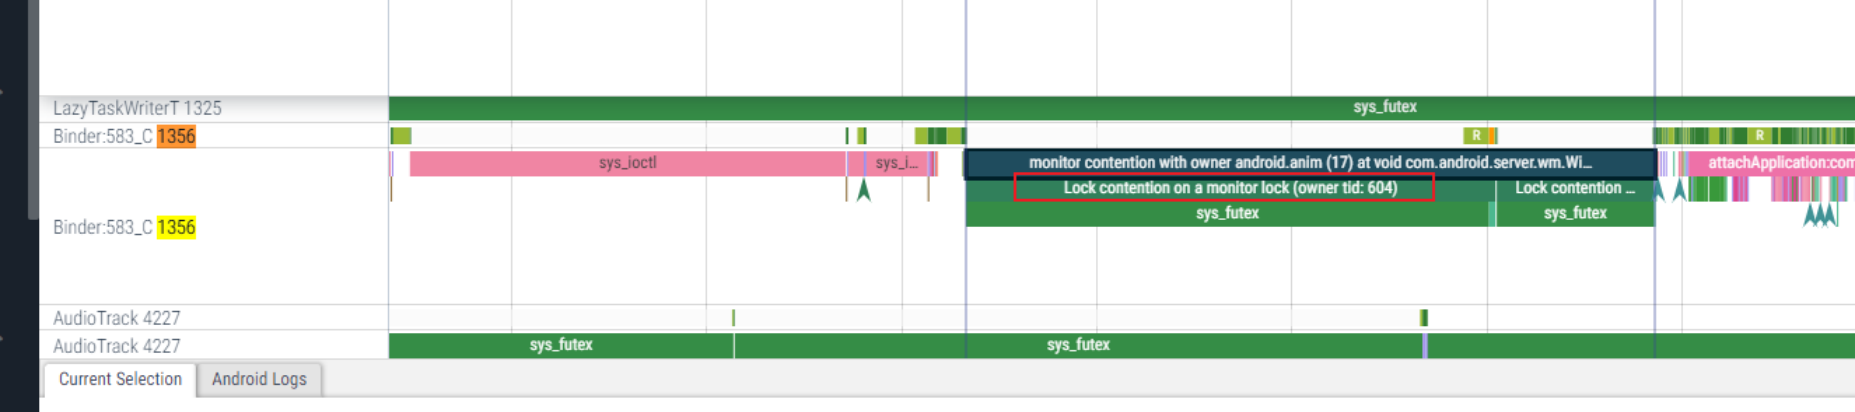 LazyTaskWriterT 1325
sys_futex
Binder:583_C 1356
R
R
sys_ioctl
sys_i...
monitor contention with owner android.anim (17) at void com.android.server.wm.Wi...
attachApplication:com
Lock contention on a monitor lock (owner tid: 604)
Lock contention ...
sys_futex
sys_futex
Binder:583_C 1356
AudioTrack 4227
AudioTrack 4227
sys_futex
sys_futex
Current Selection
Android Logs